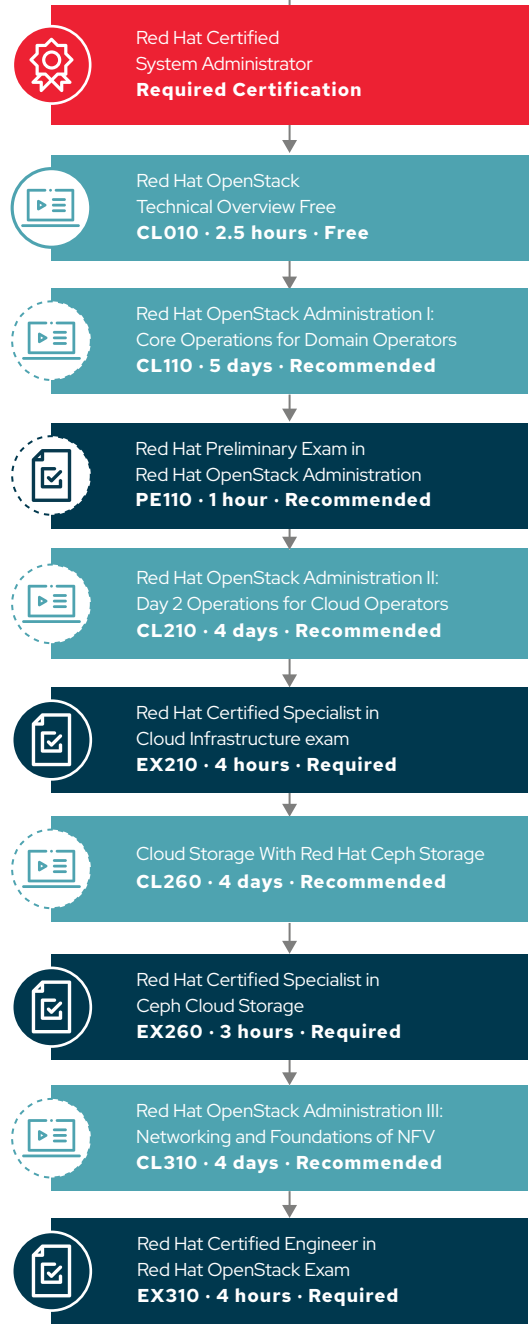 Red Hat Certified
System Administrator
Required Certification
Red Hat OpenStack
Technical Overview Free
CL010 · 2.5 hours · Free
Red Hat OpenStack Administration I:
Core Operations for Domain Operators
CL110 · 5 days · Recommended
Red Hat Preliminary Exam in
Red Hat OpenStack Administration
PE110 · 1 hour · Recommended
Red Hat OpenStack Administration II:
Day 2 Operations for Cloud Operators
CL210 · 4 days · Recommended
Red Hat Certified Specialist in
Cloud Infrastructure exam
EX210 · 4 hours · Required
Cloud Storage With Red Hat Ceph Storage
CL260 · 4 days · Recommended
Red Hat Certified Specialist in
Ceph Cloud Storage
EX260 · 3 hours · Required
Red Hat OpenStack Administration III:
Networking and Foundations of NFV
CL310 · 4 days · Recommended
Red Hat Certified Engineer in
Red Hat OpenStack Exam
EX310 · 4 hours · Required